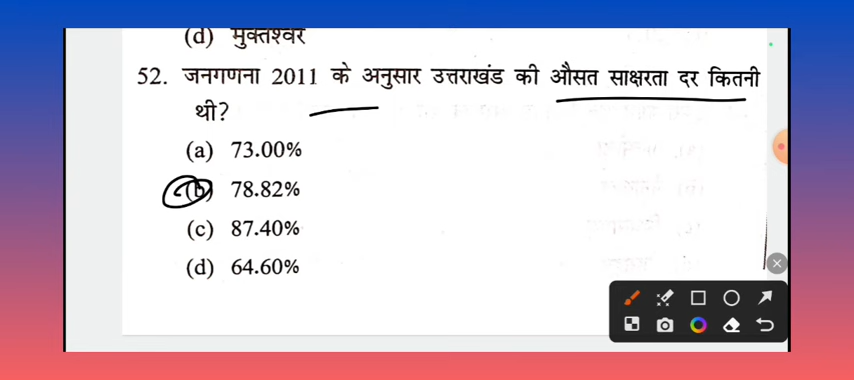 (d) मुक्तेश्वर
52. जनगणना 2011 के अनुसार उत्तराखंड की औसत साक्षरता दर कितनी
थी?
(a) 73.00%
(b) 78.82%
(c) 87.40%
(d) 64.60%